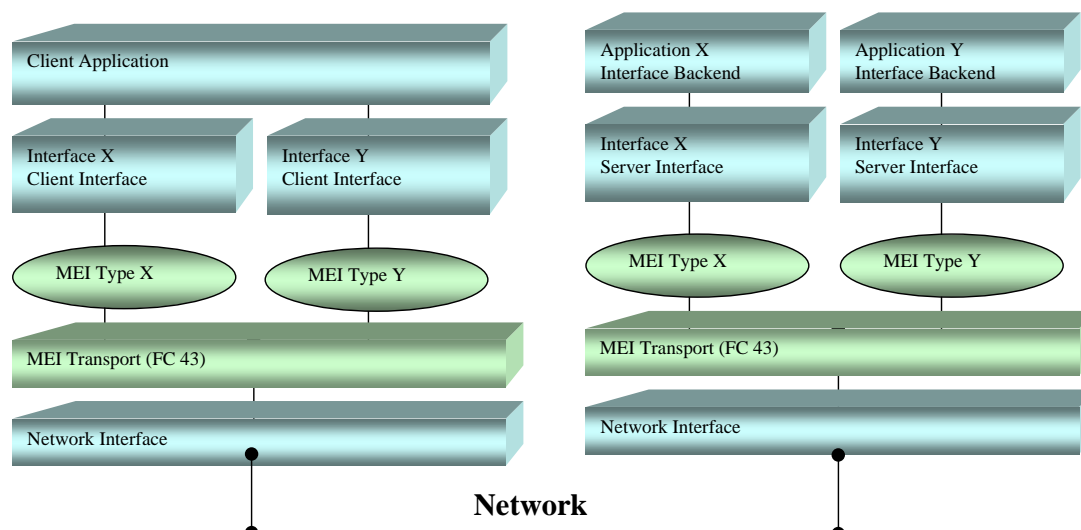 Client Application
Interface X
Client Interface
Interface Y
Client Interface
MEI Type X
MEI Type Y
MEI Transport (FC 43)
Network Interface
Application X
Interface Backend
Application Y
Interface Backend
Interface X
Server Interface
Interface Y
Server Interface
MEI Type X
MEI Type Y
MEI Transport (FC 43)
Network Interface
Network